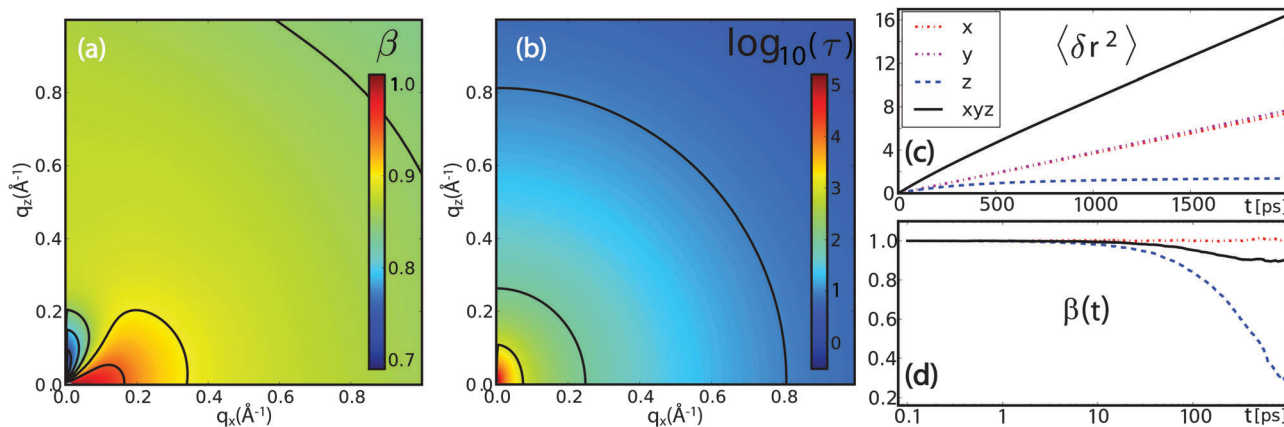 (a)
β
1.0
0.9
0.8
0.7
0.8
0.6
0.4
0.2
0.0
q_z(Å⁻¹)
0.0 0.2 0.4 0.6 0.8
q_x(Å⁻¹)
(b)
log₁₀(τ)
5
4
3
2
1
0
0.8
0.6
0.4
0.2
0.0
q_z(Å⁻¹)
0.0 0.2 0.4 0.6 0.8
q_x(Å⁻¹)
16
12
8
4
0
x
y
z
xyz
⟨δr²⟩
(c)
0 500 1000 1500 t[ps]
1.0
0.8
0.6
0.4
0.2
β(t)
(d)
0.1 1 10 100 t[ps]